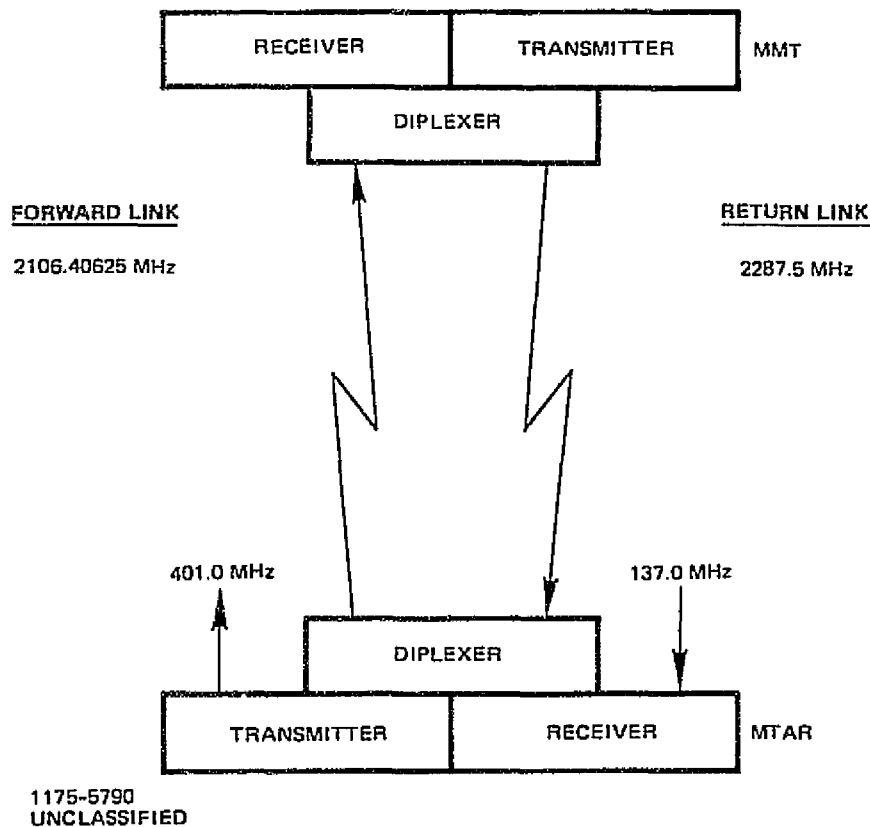 RECEIVER
TRANSMITTER
MMT
DIPLEXER
FORWARD LINK
RETURN LINK
2106.40625 MHz
2287.5 MHz
401.0 MHz
137.0 MHz
DIPLEXER
TRANSMITTER
RECEIVER
MTAR
1175-5790
UNCLASSIFIED